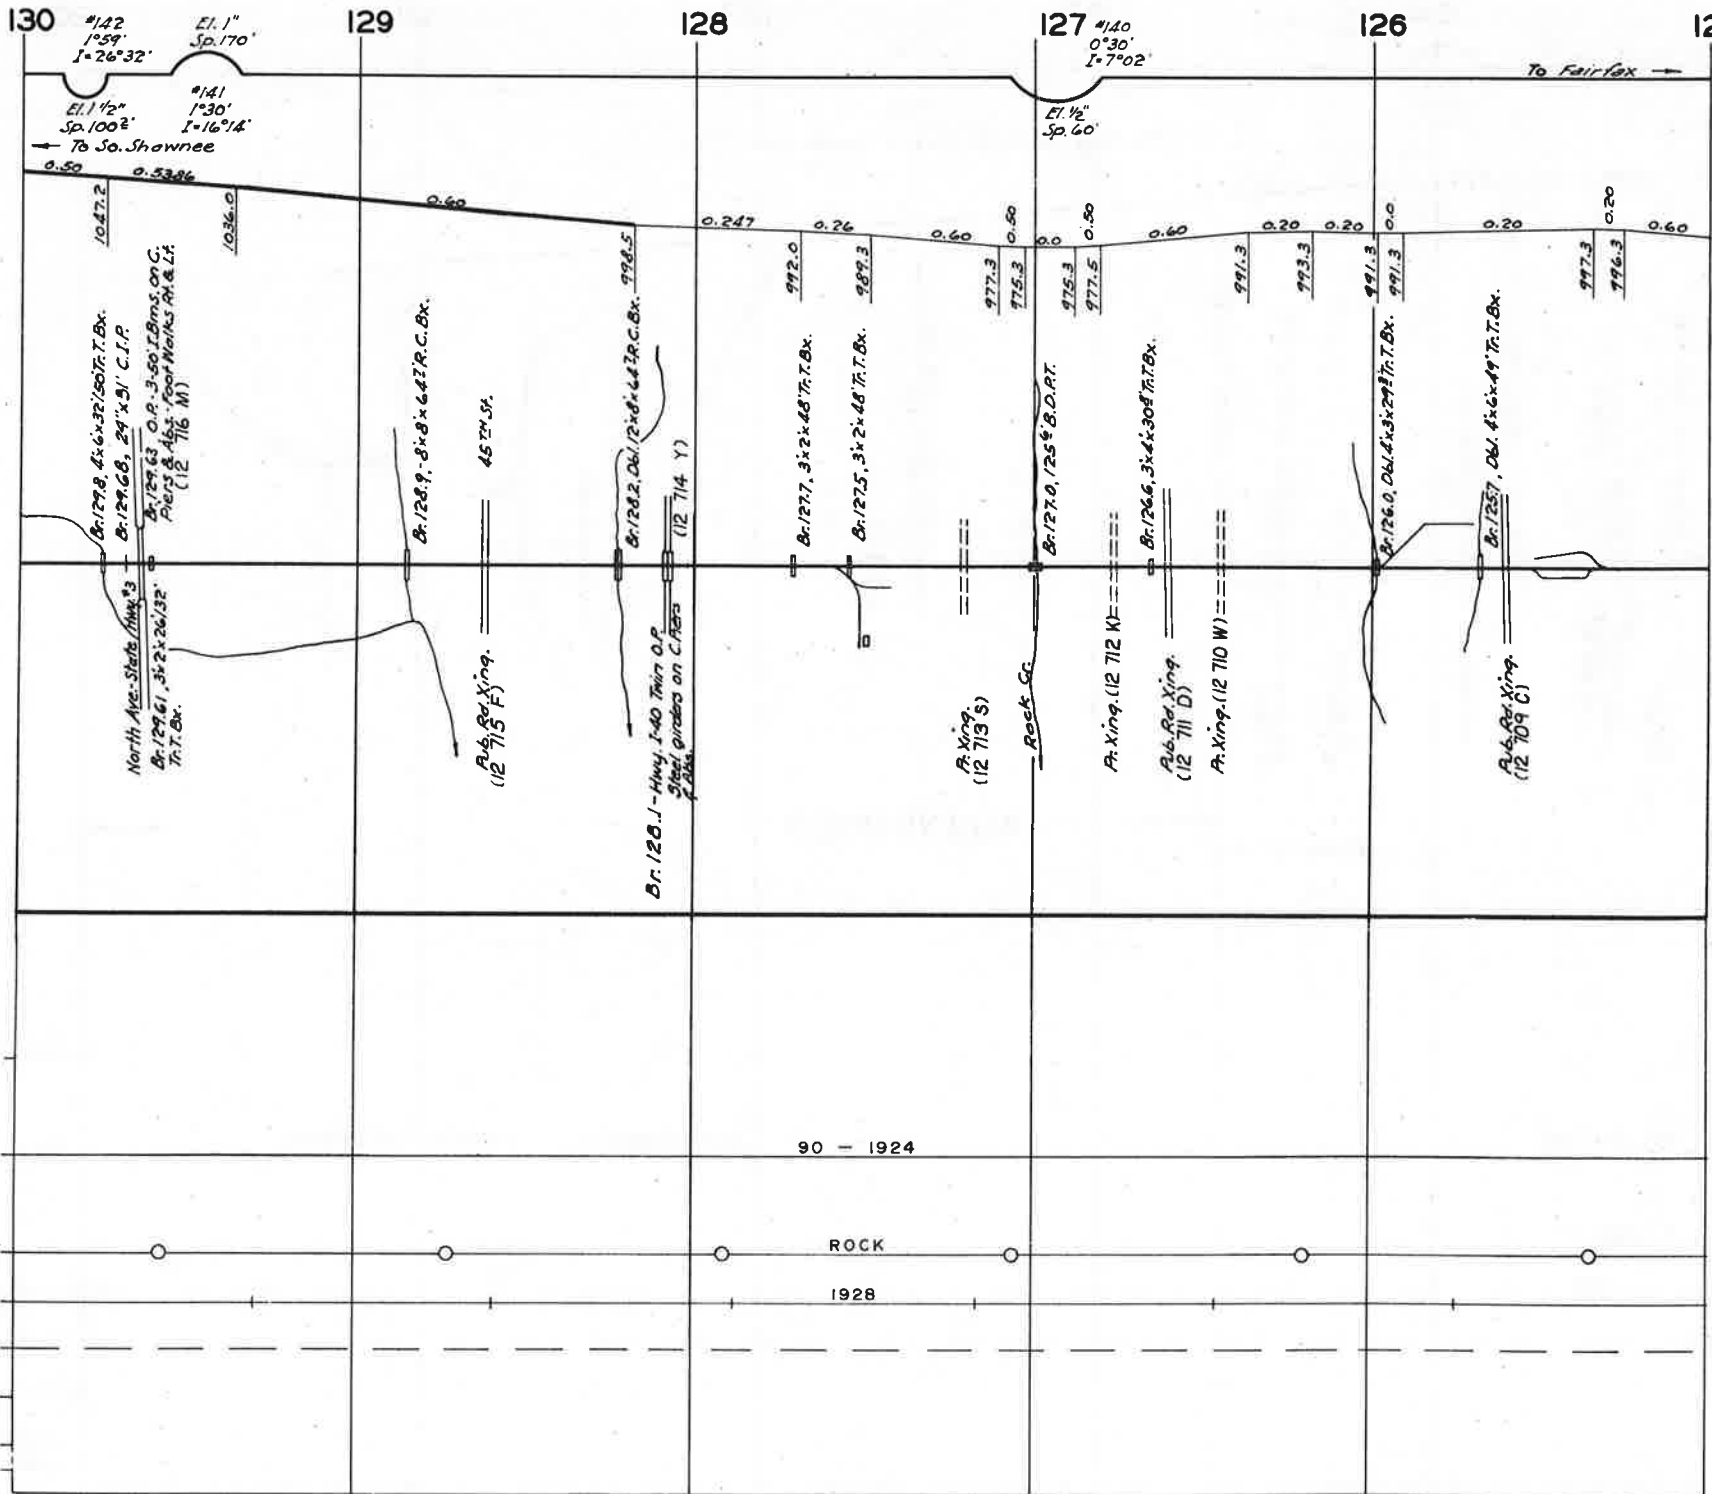 130 129 128 127 126 12
#142
1°59'
I=26°32'
El. 1"
Sp. 170'
#140
0°30'
I=7°02'
To Fairfax →
El. 1 1/2"
Sp. 100²'
#141
1°30'
I=16°14'
El. 1/2"
Sp. 60'
← To So. Shawnee
0.50 0.5386 0.60 0.247 0.26 0.60 0.50 0.0 0.50 0.60 0.20 0.20 0.0 0.20 0.20 0.60
1047.2 1036.0 998.5 992.0 989.3 977.3 975.3 975.3 977.5 991.3 993.3 991.3 991.3 997.3 996.3
Br. 129.8, 4'x6'x32'/50' Tr. T. Bx.
Br. 129.68, 24"x31' C.I.P.
Br. 129.63 O.P.-3-50' I. Bms. on C.
Piers & Abs. Foot Walks Rt. & Lt.
(12 716 M)
North Ave.-State Hwy. #3
Br. 129.61, 3'x2'x26'/32'
Tr. T. Bx.
Br. 128.9,-8'x8'x64² R.C. Bx.
45TH St.
Pub. Rd. Xing.
(12 715 F)
Br. 128.2, Dbl. 12'x8'x64² R.C. Bx.
(12 714 Y)
Br. 128.1-Hwy. I-40 Twin O.P.
Steel girders on C. Piers
& Abs.
Br. 127.7, 3'x2'x48' Tr. T. Bx.
Br. 127.5, 3'x2'x48' Tr. T. Bx.
Pr. Xing.
(12 713 S)
Rock Cr.
Br. 127.0, 125⁶' B.D.P.T.
Pr. Xing. (12 712 K)
Br. 126.6, 3'x4'x30⁸' Tr. T. Bx.
Pub. Rd. Xing.
(12 711 D)
Pr. Xing. (12 710 W)
Br. 126.0, Dbl. 4'x3'x29⁸' Tr. T. Bx.
Br. 125.7, Dbl. 4'x6'x49' Tr. T. Bx.
Pub. Rd. Xing.
(12 709 C)
90 — 1924
ROCK
1928